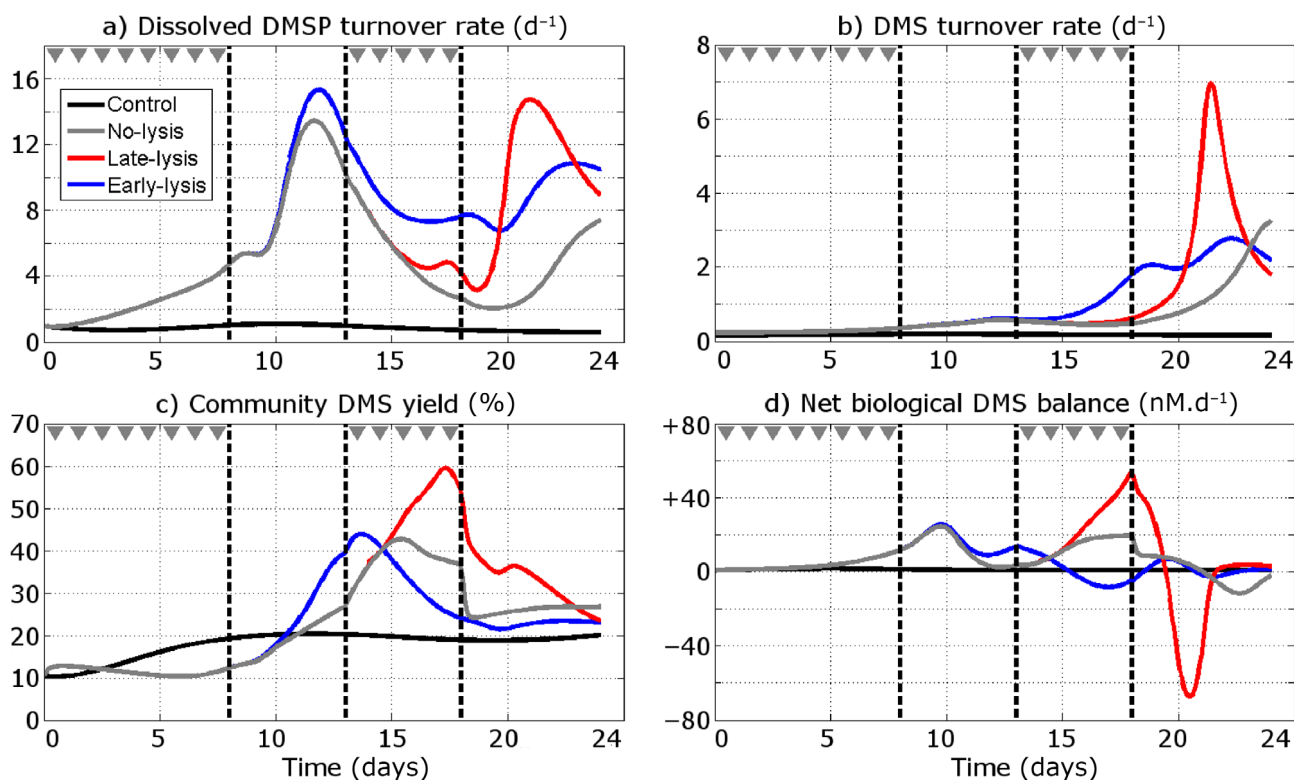 a) Dissolved DMSP turnover rate (d⁻¹)
16
12
8
4
0
Control
No-lysis
Late-lysis
Early-lysis
0 5 10 15 20 24
b) DMS turnover rate (d⁻¹)
8
6
4
2
0
0 5 10 15 20 24
c) Community DMS yield (%)
70
60
50
40
30
20
10
0
0 5 10 15 20 24
Time (days)
d) Net biological DMS balance (nM.d⁻¹)
+80
+40
0
−40
−80
0 5 10 15 20 24
Time (days)